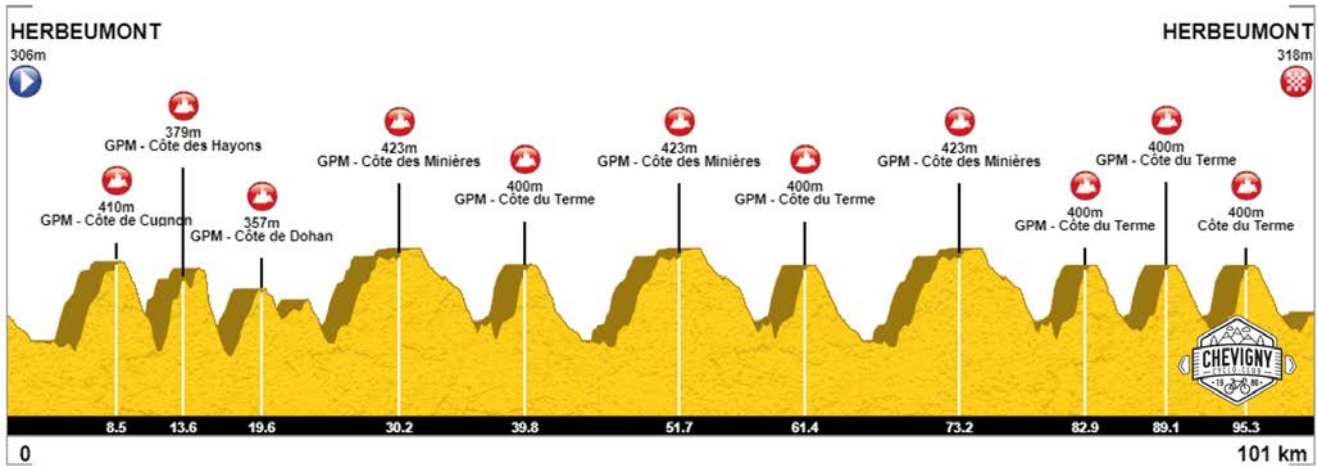 HERBEUMONT
306m
HERBEUMONT
318m
410m
GPM - Côte de Cugnon
379m
GPM - Côte des Hayons
357m
GPM - Côte de Dohan
423m
GPM - Côte des Minières
400m
GPM - Côte du Terme
423m
GPM - Côte des Minières
400m
GPM - Côte du Terme
423m
GPM - Côte des Minières
400m
GPM - Côte du Terme
400m
GPM - Côte du Terme
400m
Côte du Terme
CHEVIGNY
CYCLO-CLUB
19 80
8.5 13.6 19.6 30.2 39.8 51.7 61.4 73.2 82.9 89.1 95.3
0 101 km